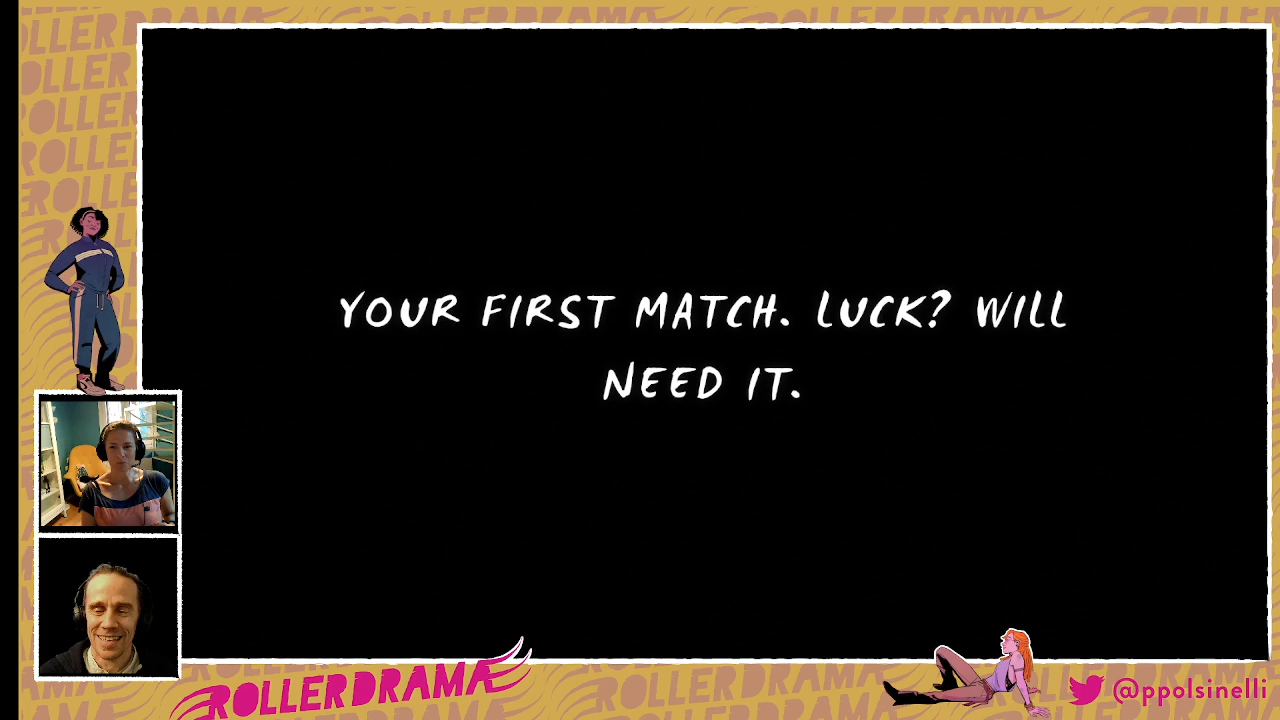 YOUR FIRST MATCH. LUCK? WILL
NEED IT.
ROLLERDRAMA
@ppolsinelli